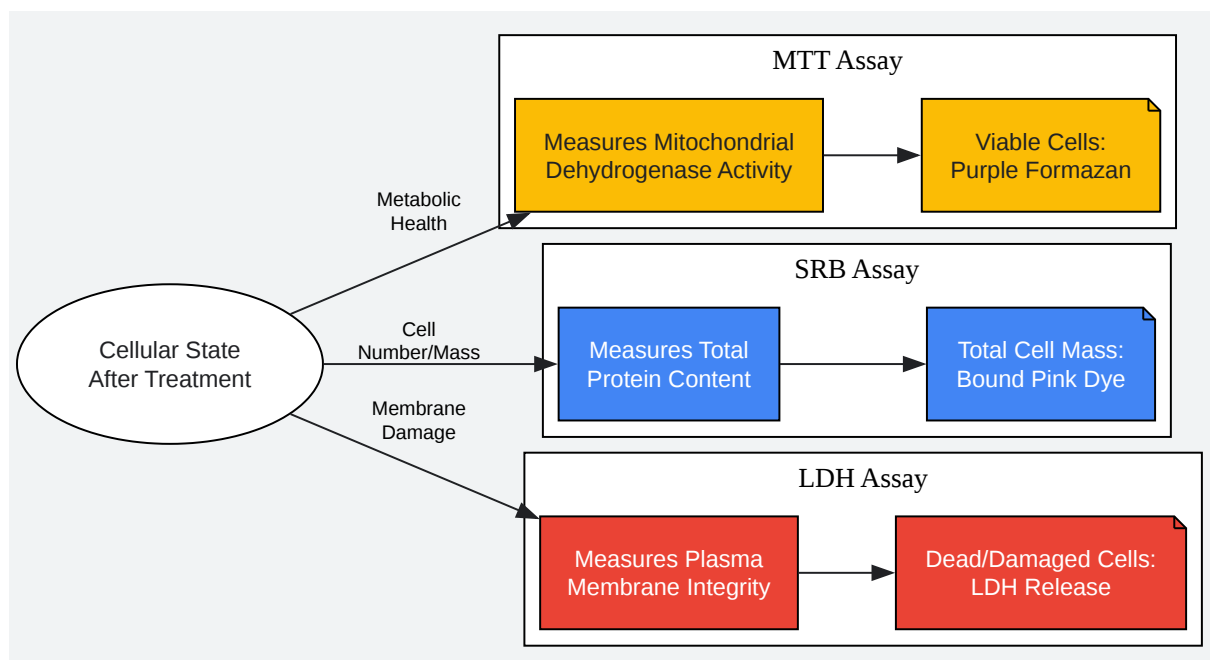 MTT Assay
Measures Mitochondrial
Dehydrogenase Activity
Viable Cells:
Purple Formazan
Metabolic
Health
SRB Assay
Cellular State
After Treatment
Cell
Number/Mass
Measures Total
Protein Content
Total Cell Mass:
Bound Pink Dye
Membrane
Damage
LDH Assay
Measures Plasma
Membrane Integrity
Dead/Damaged Cells:
LDH Release